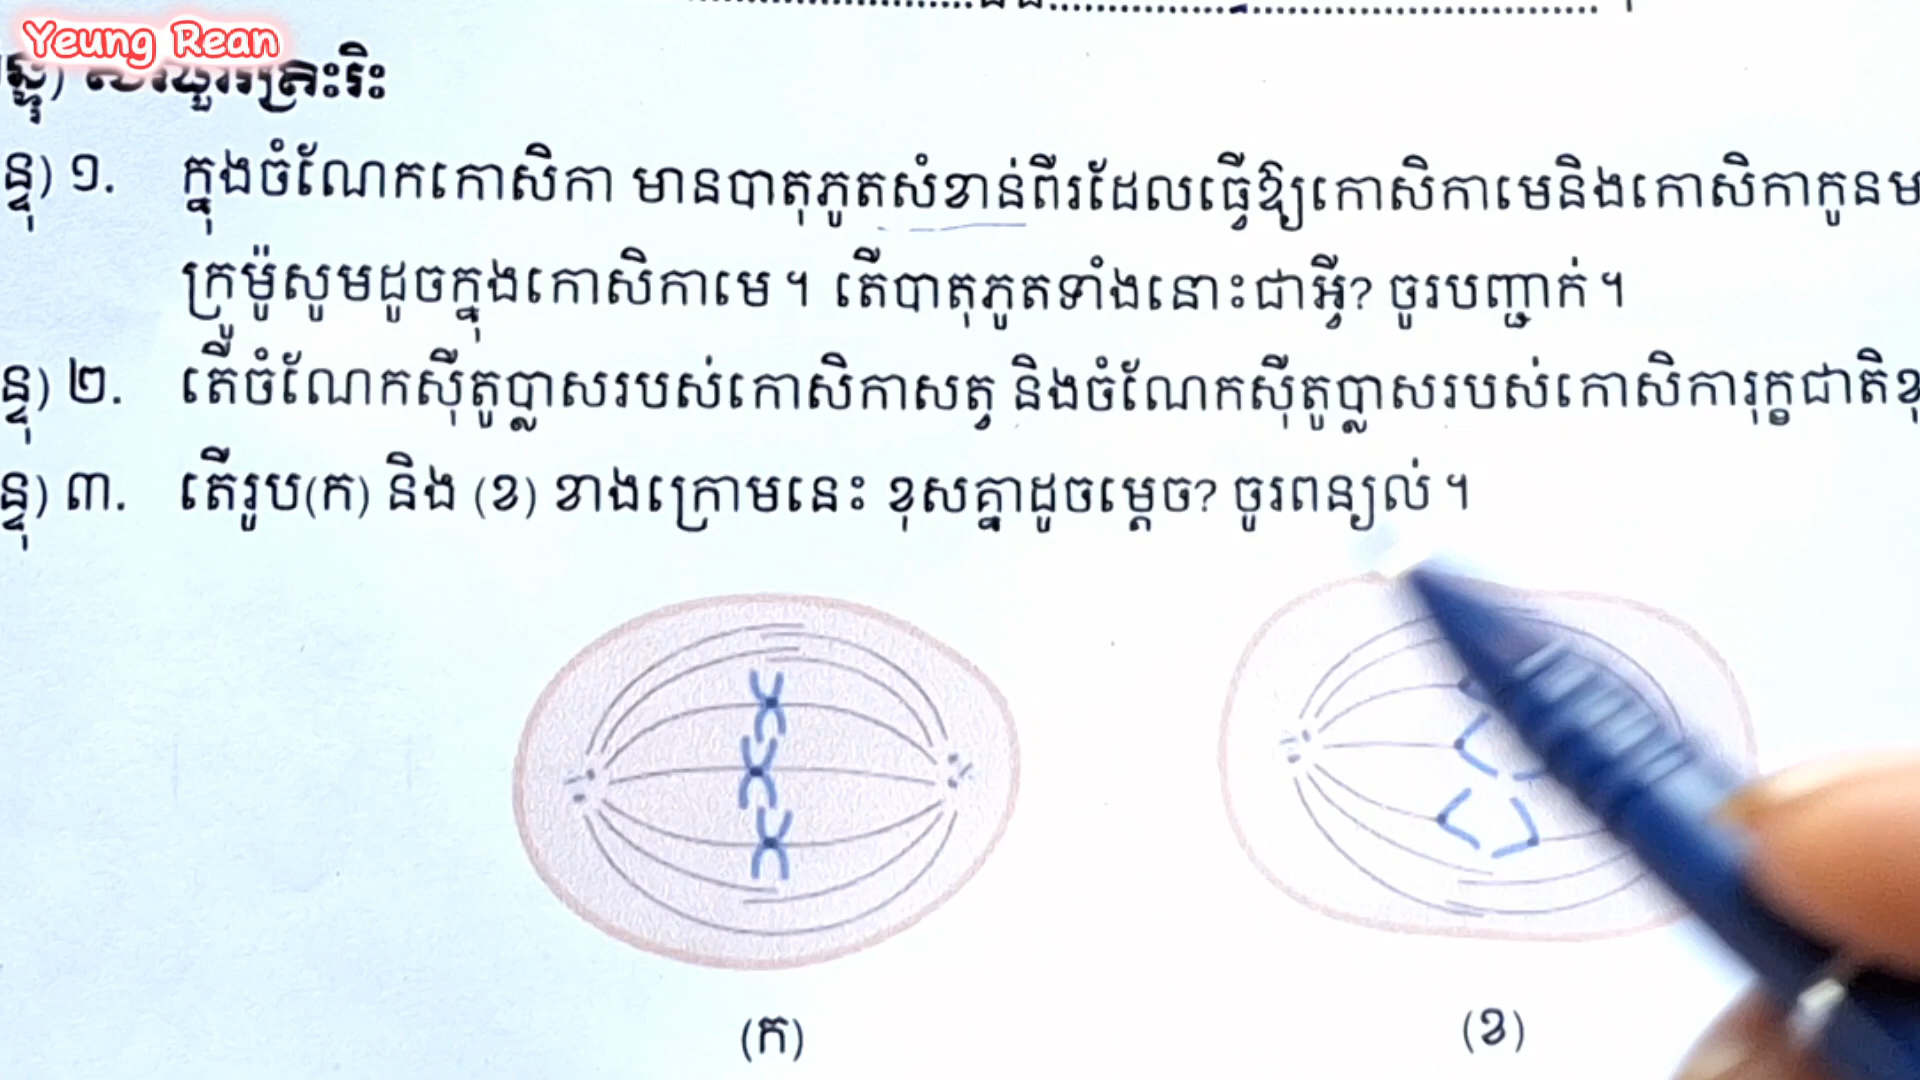 Yeung Rean
ន្ទុ) ១. ក្នុងចំណែកកោសិកា មានបាតុភូតសំខាន់ពីរដែលធ្វើឱ្យកោសិកាមេនិងកោសិកាកូនម
ក្រូម៉ូសូមដូចក្នុងកោសិកាមេ។ តើបាតុភូតទាំងនោះជាអ្វី? ចូរបញ្ជាក់។
ន្ទុ) ២. តើចំណែកស៊ីតូប្លាសរបស់កោសិកាសត្វ និងចំណែកស៊ីតូប្លាសរបស់កោសិការុក្ខជាតិខុ
ន្ទុ) ៣. តើរូប(ក) និង (ខ) ខាងក្រោមនេះ ខុសគ្នាដូចម្ដេច? ចូរពន្យល់។
(ក)
(ខ)